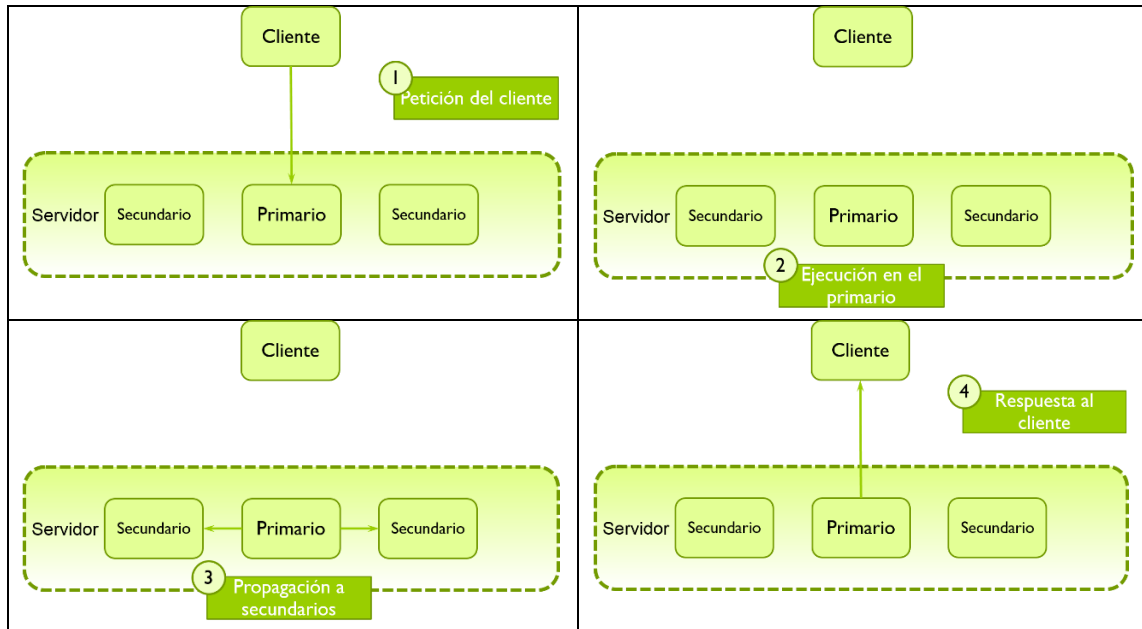 Cliente
1
Petición del cliente
Servidor
Secundario
Primario
Secundario
Cliente
Servidor
Secundario
Primario
Secundario
2
Ejecución en el
primario
Cliente
Servidor
Secundario
Primario
Secundario
3
Propagación a
secundarios
Cliente
4
Respuesta al
cliente
Servidor
Secundario
Primario
Secundario